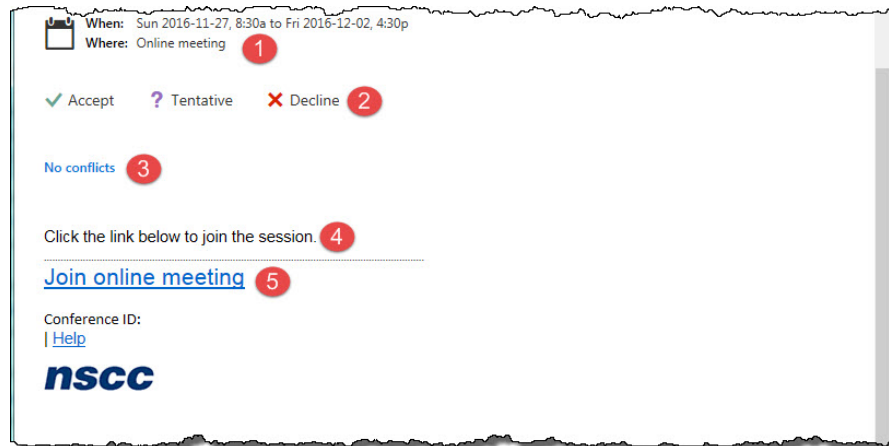 When: Sun 2016-11-27, 8:30a to Fri 2016-12-02, 4:30p
Where: Online meeting 1
Accept ? Tentative Decline 2
No conflicts 3
Click the link below to join the session. 4
Join online meeting 5
Conference ID:
| Help
nscc